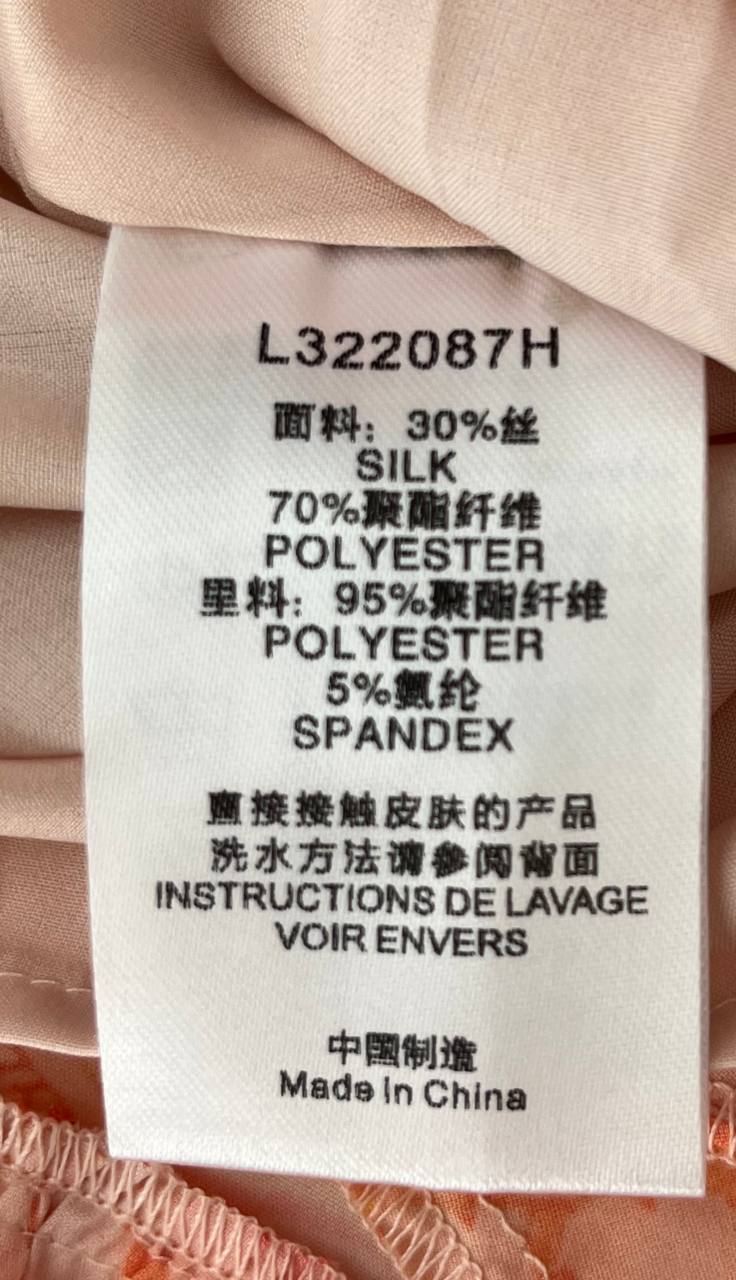 L322087H
面料：30%丝
SILK
70%聚酯纤维
POLYESTER
里料：95%聚酯纤维
POLYESTER
5%氨纶
SPANDEX
直接接触皮肤的产品
洗水方法请参阅背面
INSTRUCTIONS DE LAVAGE
VOIR ENVERS
中国制造
Made in China